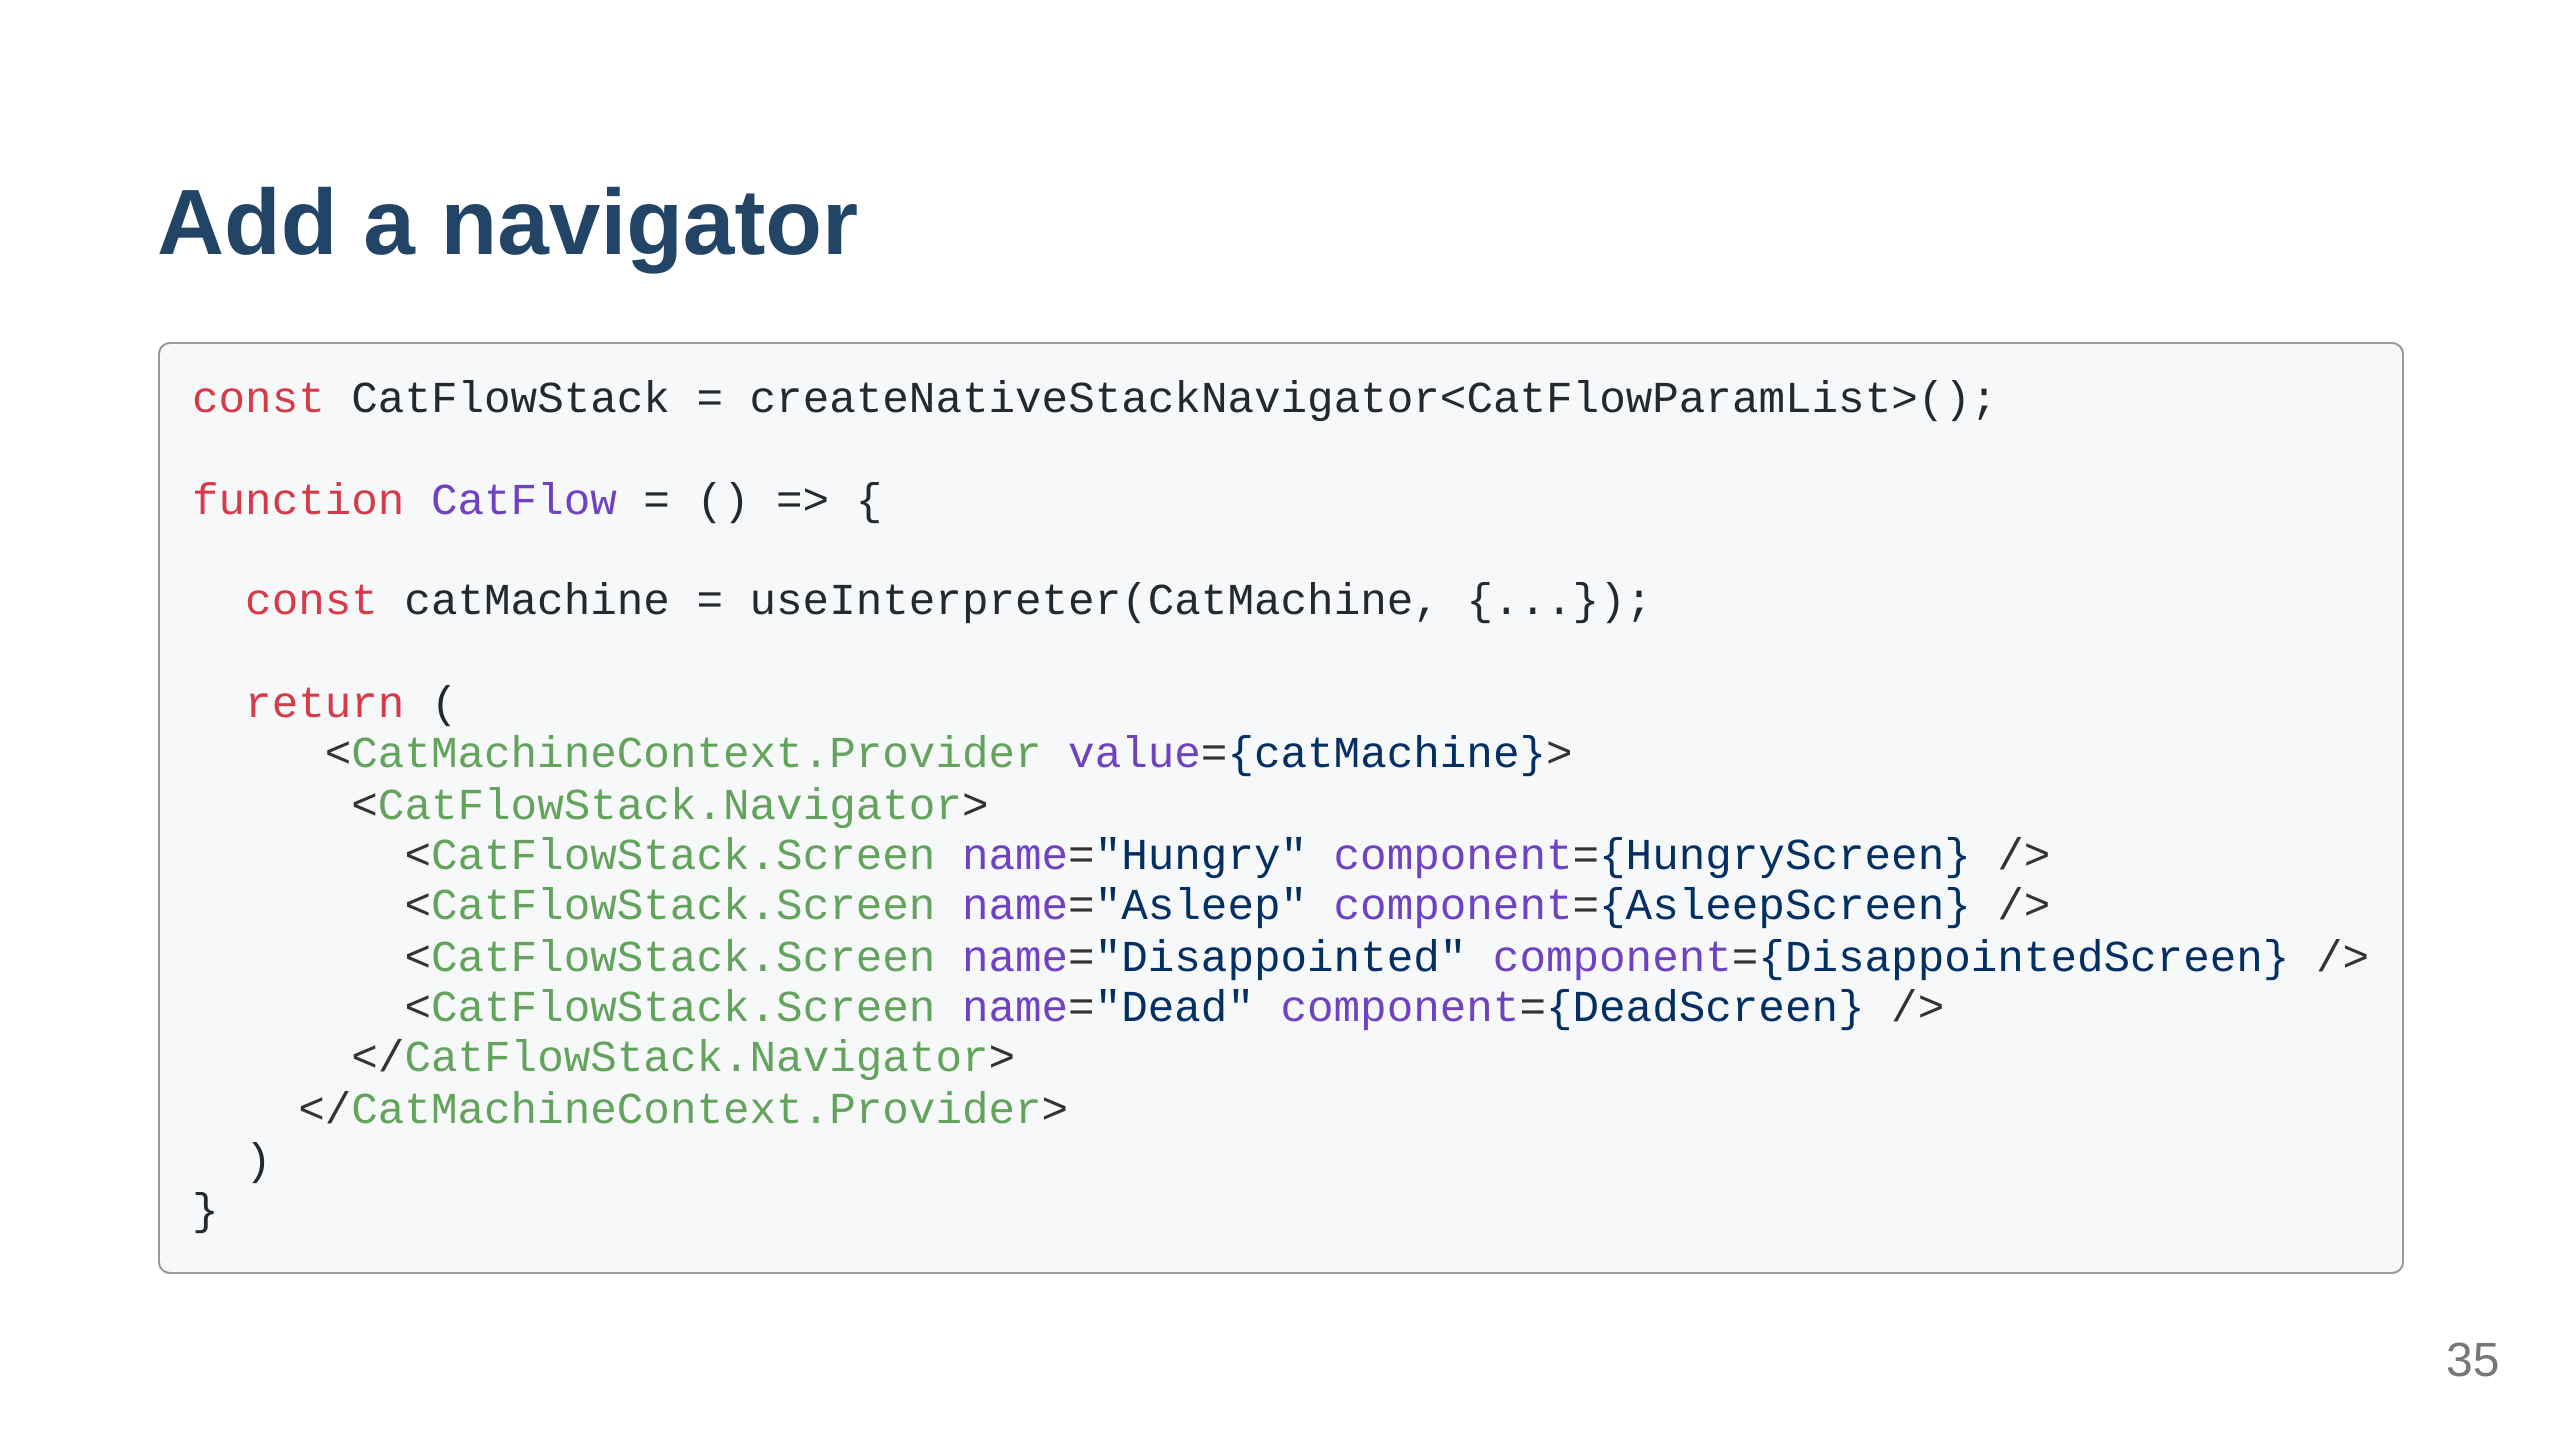 Add a navigator
const CatFlowStack = createNativeStackNavigator<CatFlowParamList>();
function CatFlow = () => {
  const catMachine = useInterpreter(CatMachine, {...});
  return (
     <CatMachineContext.Provider value={catMachine}>
      <CatFlowStack.Navigator>
        <CatFlowStack.Screen name="Hungry" component={HungryScreen} />
        <CatFlowStack.Screen name="Asleep" component={AsleepScreen} />
        <CatFlowStack.Screen name="Disappointed" component={DisappointedScreen} />
        <CatFlowStack.Screen name="Dead" component={DeadScreen} />
      </CatFlowStack.Navigator>
    </CatMachineContext.Provider>
  )
}
35